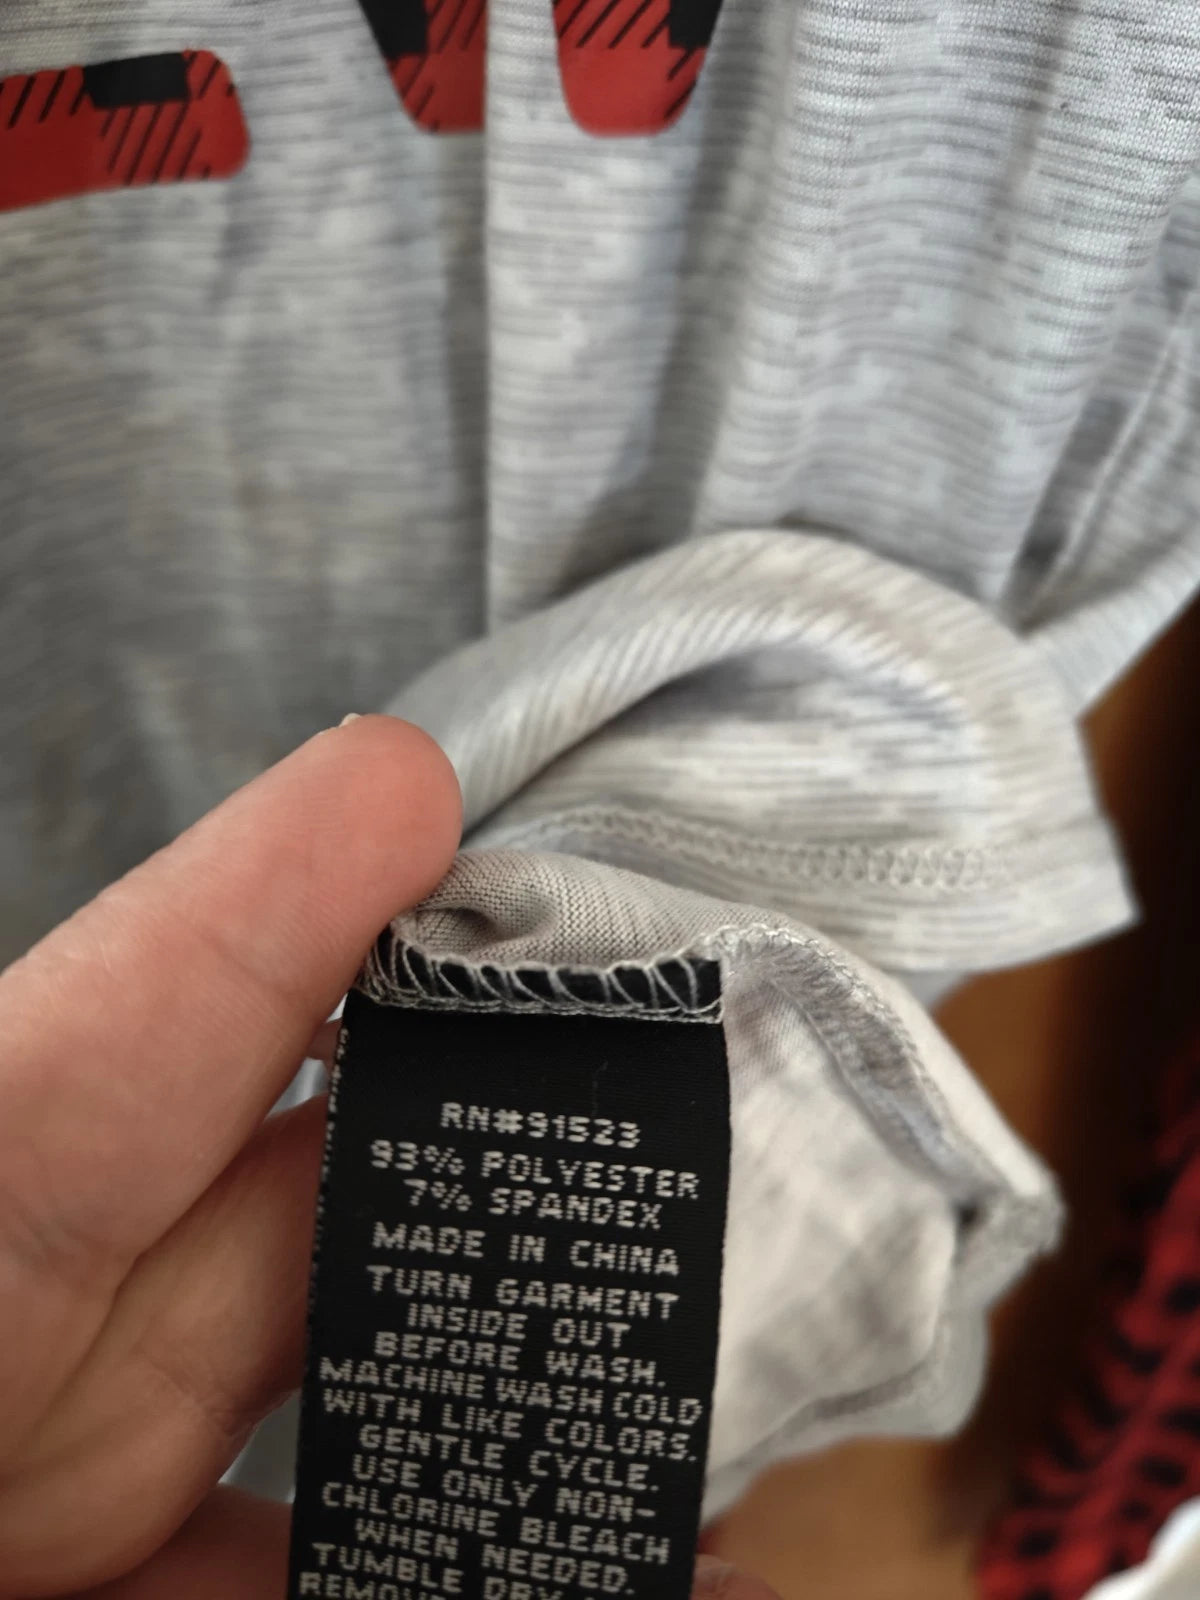 RN#91523
93% POLYESTER
7% SPANDEX
MADE IN CHINA
TURN GARMENT
INSIDE OUT
BEFORE WASH.
MACHINE WASH COLD
WITH LIKE COLORS.
GENTLE CYCLE.
USE ONLY NON-
CHLORINE BLEACH
WHEN NEEDED.
TUMBLE DRY